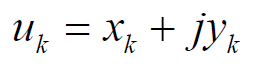 u_k = x_k + jy_k